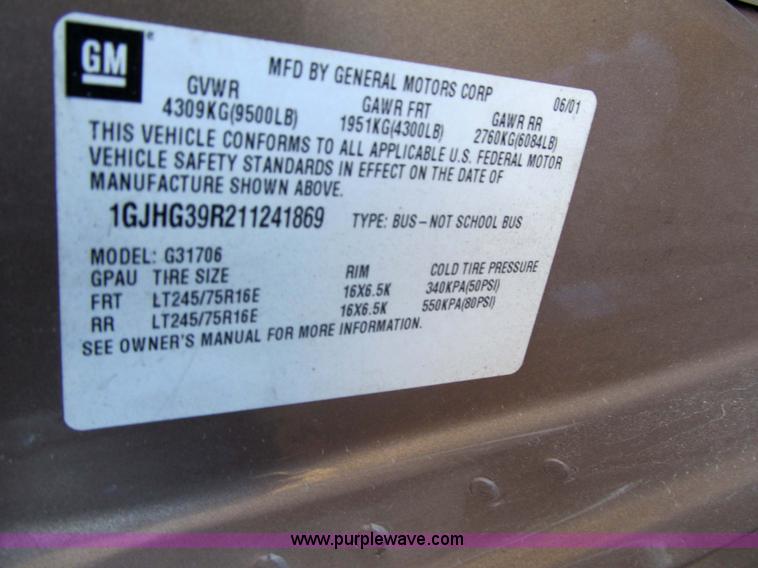 GM
MFD BY GENERAL MOTORS CORP 06/01
GVWR GAWR FRT GAWR RR
4309KG(9500LB) 1951KG(4300LB) 2760KG(6084LB)
THIS VEHICLE CONFORMS TO ALL APPLICABLE U.S. FEDERAL MOTOR
VEHICLE SAFETY STANDARDS IN EFFECT ON THE DATE OF
MANUFACTURE SHOWN ABOVE.
1GJHG39R211241869 TYPE: BUS–NOT SCHOOL BUS
MODEL: G31706
GPAU TIRE SIZE RIM COLD TIRE PRESSURE
FRT LT245/75R16E 16X6.5K 340KPA(50PSI)
RR LT245/75R16E 16X6.5K 550KPA(80PSI)
SEE OWNER'S MANUAL FOR MORE INFORMATION.
www.purplewave.com